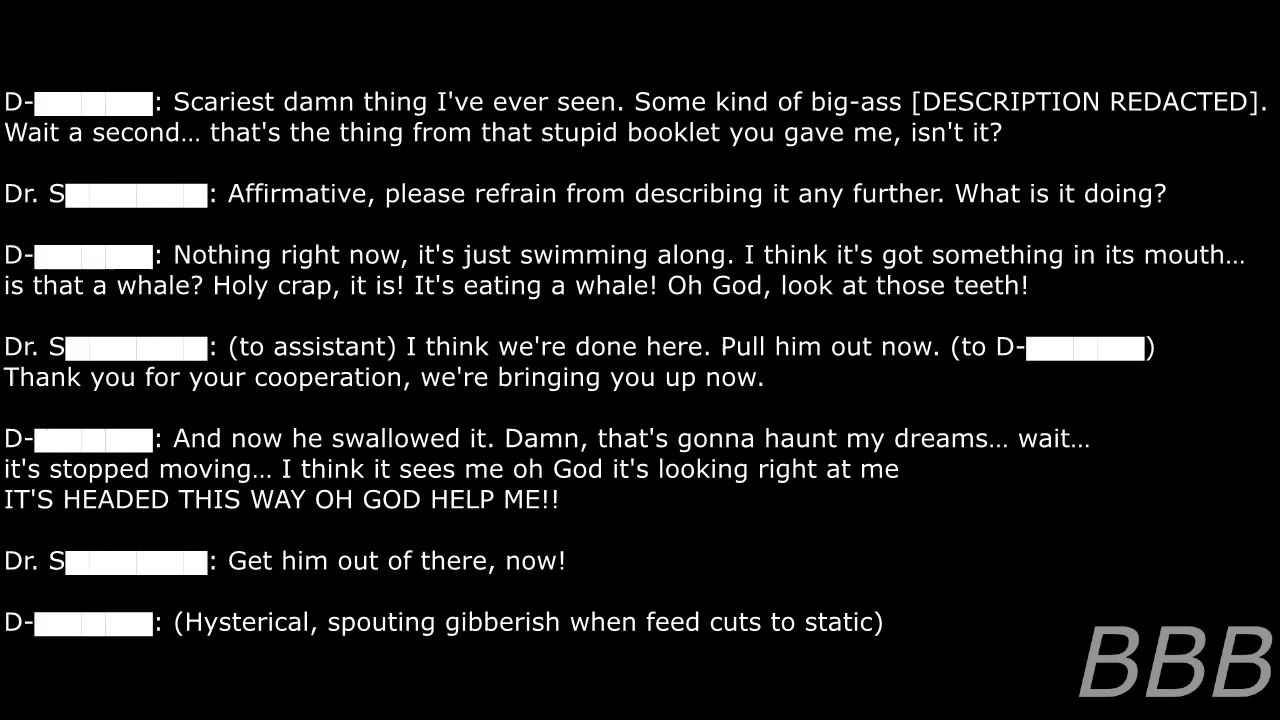 D-██████: Scariest damn thing I've ever seen. Some kind of big-ass [DESCRIPTION REDACTED].
Wait a second… that's the thing from that stupid booklet you gave me, isn't it?
Dr. S██████: Affirmative, please refrain from describing it any further. What is it doing?
D-██████: Nothing right now, it's just swimming along. I think it's got something in its mouth…
is that a whale? Holy crap, it is! It's eating a whale! Oh God, look at those teeth!
Dr. S██████: (to assistant) I think we're done here. Pull him out now. (to D-██████)
Thank you for your cooperation, we're bringing you up now.
D-██████: And now he swallowed it. Damn, that's gonna haunt my dreams… wait…
it's stopped moving… I think it sees me oh God it's looking right at me
IT'S HEADED THIS WAY OH GOD HELP ME!!
Dr. S██████: Get him out of there, now!
D-██████: (Hysterical, spouting gibberish when feed cuts to static)
BBB